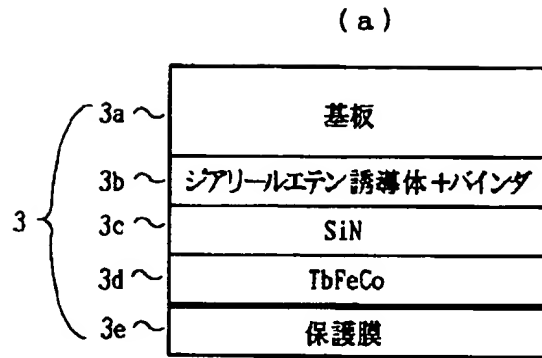 (a)
3a 基板
3b ジアリールエテン誘導体+バインダ
3 3c SiN
3d TbFeCo
3e 保護膜